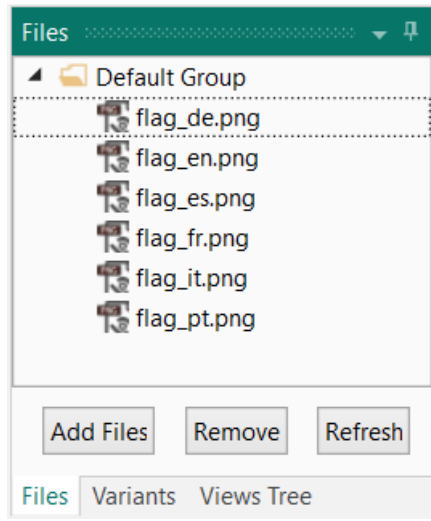 Files
Default Group
flag_de.png
flag_en.png
flag_es.png
flag_fr.png
flag_it.png
flag_pt.png
Add Files Remove Refresh
Files Variants Views Tree